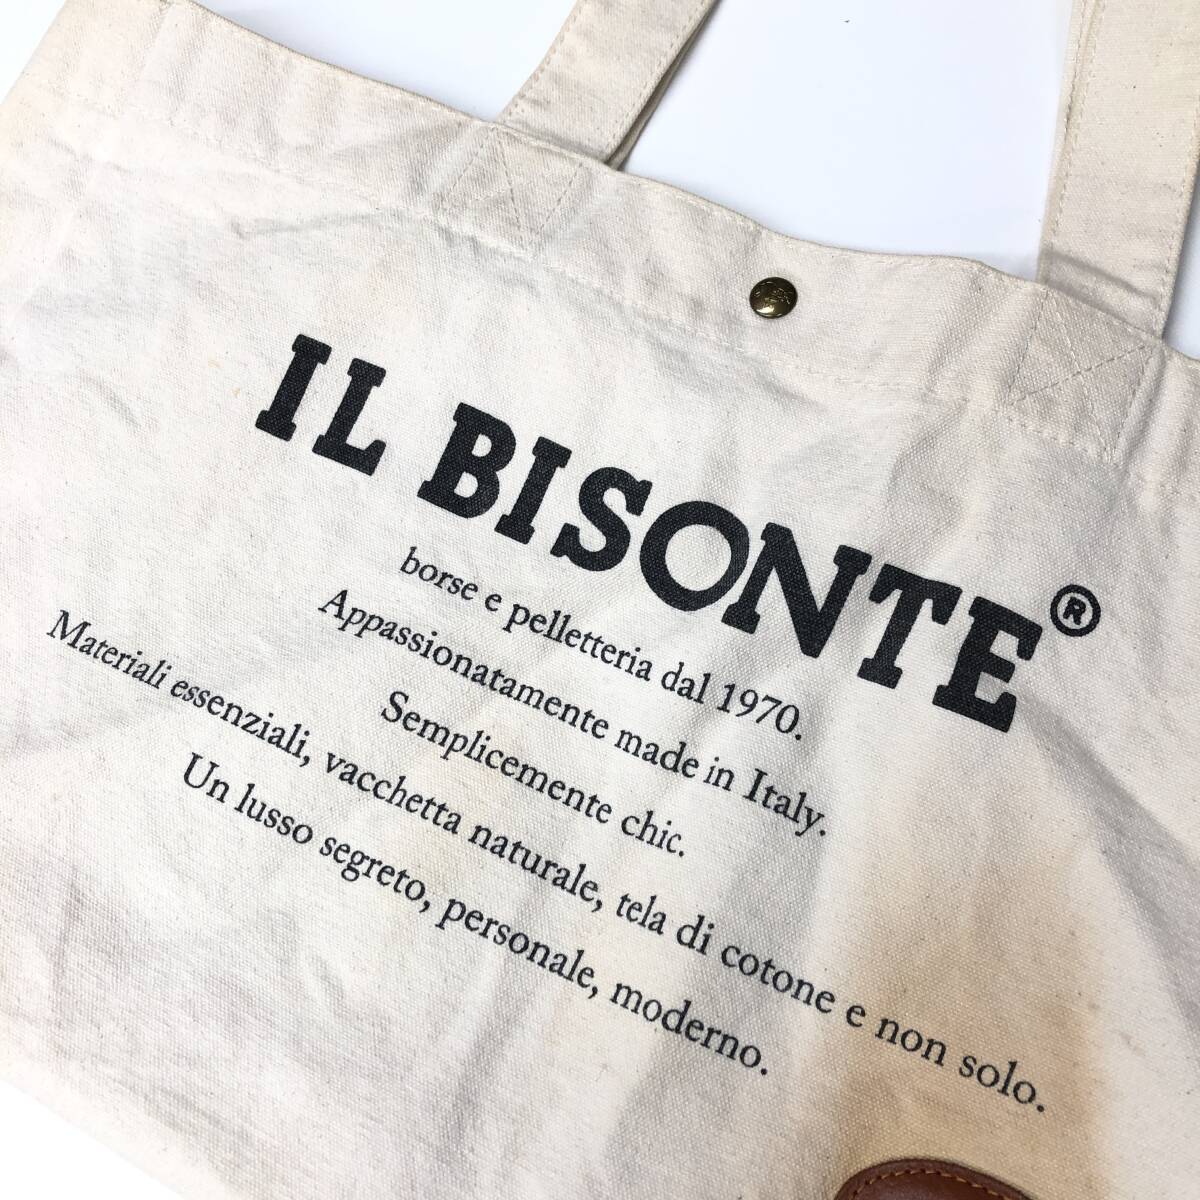 IL BISONTE®
borse e pelletteria dal 1970.
Appassionatamente made in Italy.
Semplicemente chic.
Materiali essenziali, vacchetta naturale, tela di cotone e non solo.
Un lusso segreto, personale, moderno.